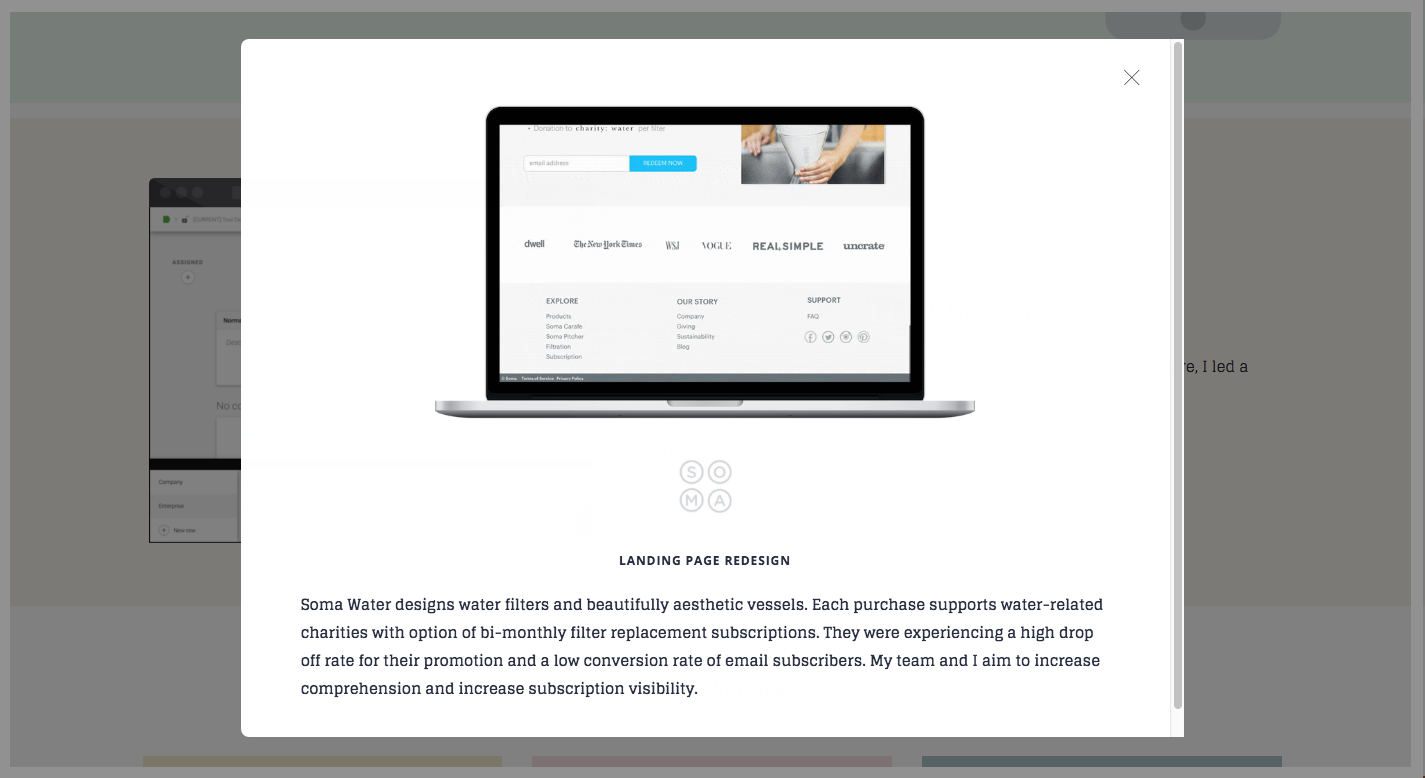 • Donation to charity: water per filter
email address
REDEEM NOW
dwell
The New York Times
WSJ
VOGUE
REAL SIMPLE
uncrate
EXPLORE
Products
Soma Carafe
Soma Pitcher
Filtration
Subscription
OUR STORY
Company
Giving
Sustainability
Blog
SUPPORT
FAQ
© Soma Terms of Service Privacy Policy
SO
MA
LANDING PAGE REDESIGN
Soma Water designs water filters and beautifully aesthetic vessels. Each purchase supports water-related
charities with option of bi-monthly filter replacement subscriptions. They were experiencing a high drop
off rate for their promotion and a low conversion rate of email subscribers. My team and I aim to increase
comprehension and increase subscription visibility.
[CURRENT]
ASSIGNED
No
Company
Enterprise
New row
I led a